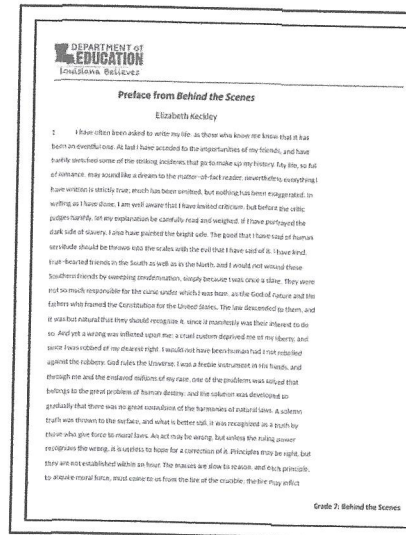 DEPARTMENT of
EDUCATION
Louisiana Believes
Preface from Behind the Scenes
Elizabeth Keckley
1 I have often been asked to write my life, as those who know me know that it has
been an eventful one. At last I have acceded to the importunities of my friends, and have
hastily sketched some of the striking incidents that go to make up my history. My life, so full
of romance, may sound like a dream to the matter-of-fact reader, nevertheless everything I
have written is strictly true; much has been omitted, but nothing has been exaggerated. In
writing as I have done, I am well aware that I have invited criticism; but before the critic
judges harshly, let my explanation be carefully read and weighed. If I have portrayed the
dark side of slavery, I also have painted the bright side. The good that I have said of human
servitude should be thrown into the scales with the evil that I have said of it. I have kind,
true-hearted friends in the South as well as in the North, and I would not wound those
Southern friends by sweeping condemnation, simply because I was once a slave. They were
not so much responsible for the curse under which I was born, as the God of nature and the
fathers who framed the Constitution for the United States. The law descended to them, and
it was but natural that they should recognize it, since it manifestly was their interest to do
so. And yet a wrong was inflicted upon me; a cruel custom deprived me of my liberty, and
since I was robbed of my dearest right, I would not have been human had I not rebelled
against the robbery. God rules the Universe. I was a feeble instrument in His hands, and
through me and the enslaved millions of my race, one of the problems was solved that
belongs to the great problem of human destiny; and the solution was developed so
gradually that there was no great convulsion of the harmonies of natural laws. A solemn
truth was thrown to the surface, and what is better still, it was recognized as a truth by
those who give force to moral laws. An act may be wrong, but unless the ruling power
recognizes the wrong, it is useless to hope for a correction of it. Principles may be right, but
they are not established within an hour. The masses are slow to reason, and each principle,
to acquire moral force, must come to us from the fire of the crucible; the fire may inflict
Grade 7: Behind the Scenes